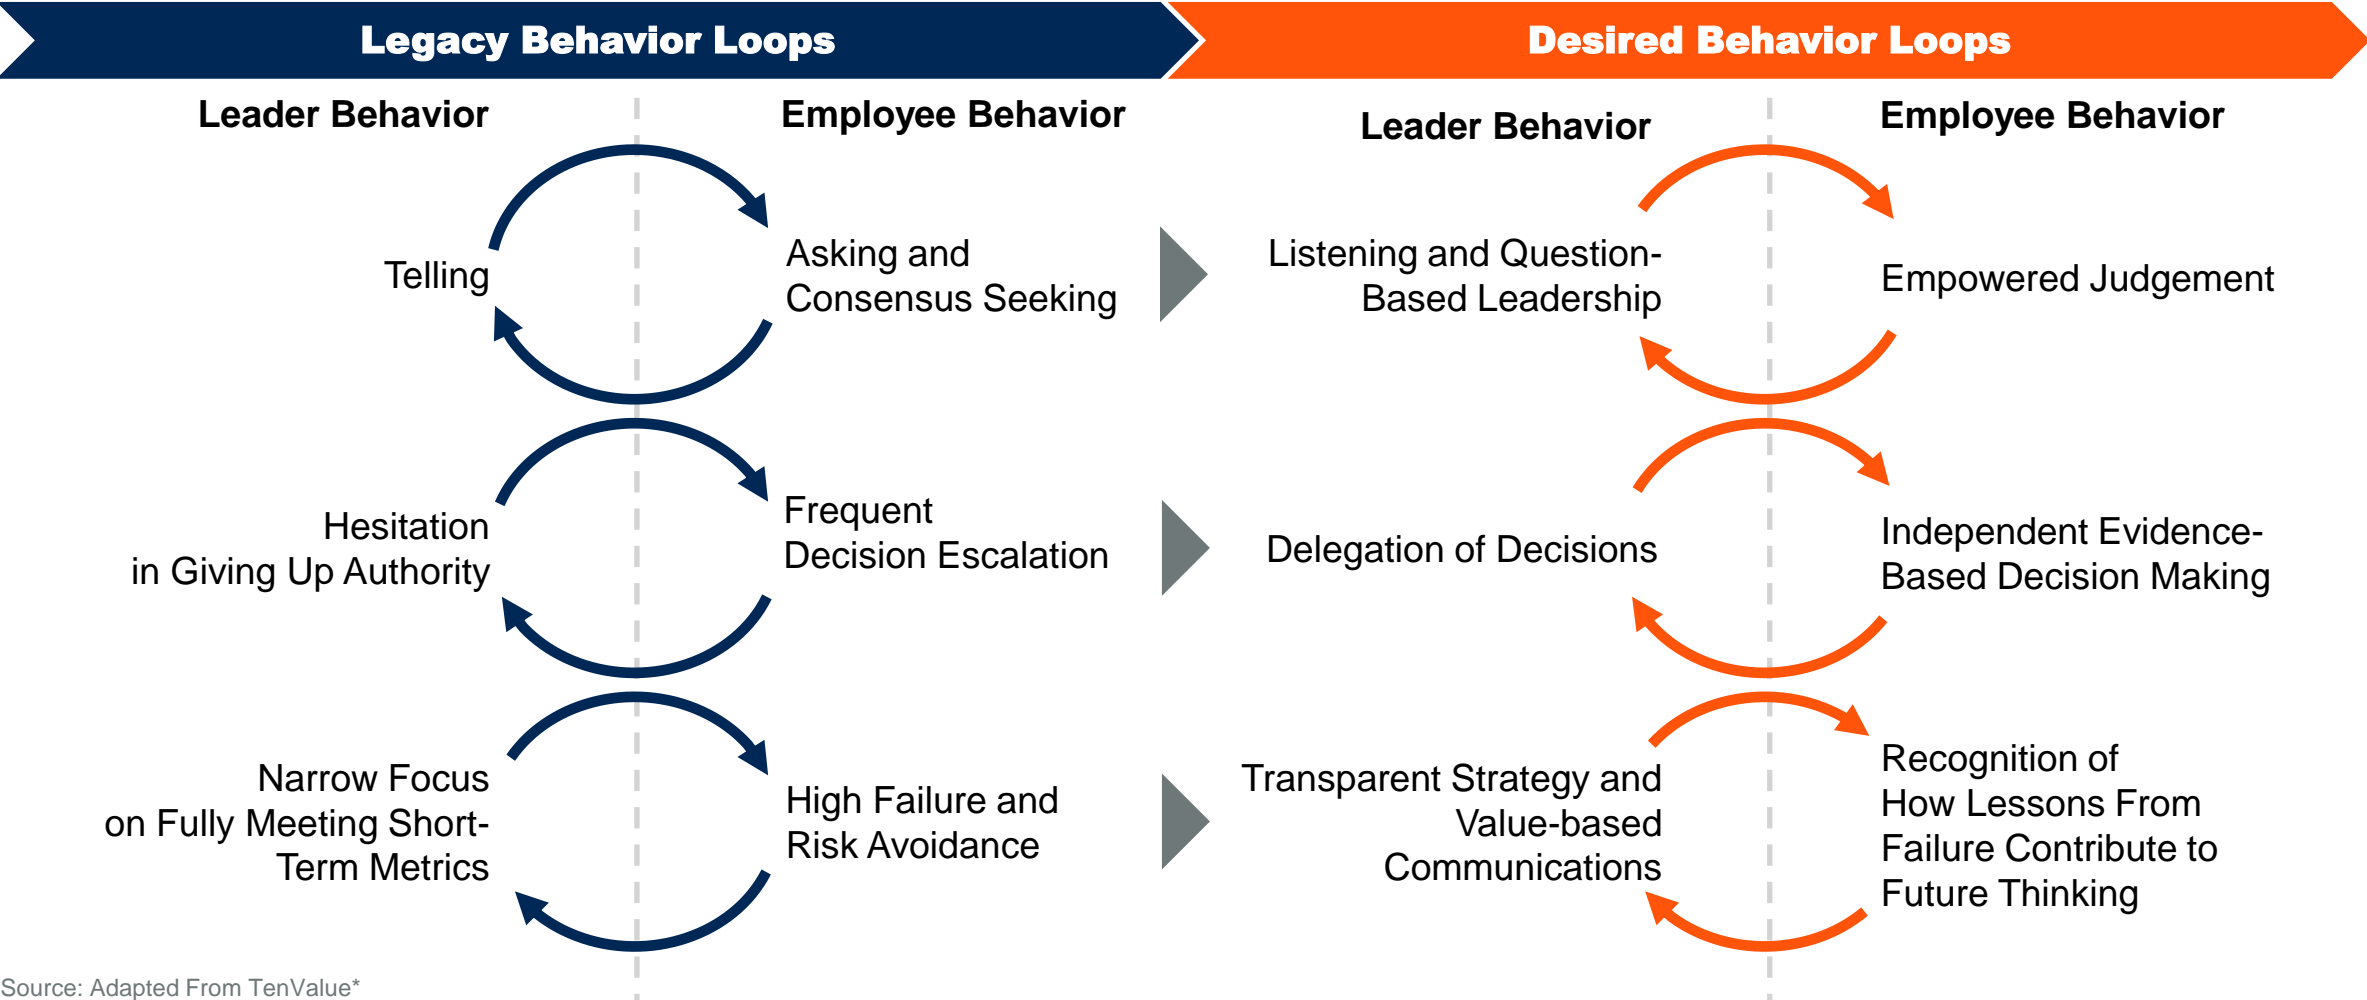 Legacy Behavior Loops
Desired Behavior Loops
Leader Behavior
Employee Behavior
Leader Behavior
Employee Behavior
Telling
Asking and
Consensus Seeking
Listening and Question-
Based Leadership
Empowered Judgement
Hesitation
in Giving Up Authority
Frequent
Decision Escalation
Delegation of Decisions
Independent Evidence-
Based Decision Making
Narrow Focus
on Fully Meeting Short-
Term Metrics
High Failure and
Risk Avoidance
Transparent Strategy and
Value-based
Communications
Recognition of
How Lessons From
Failure Contribute to
Future Thinking
Source: Adapted From TenValue*